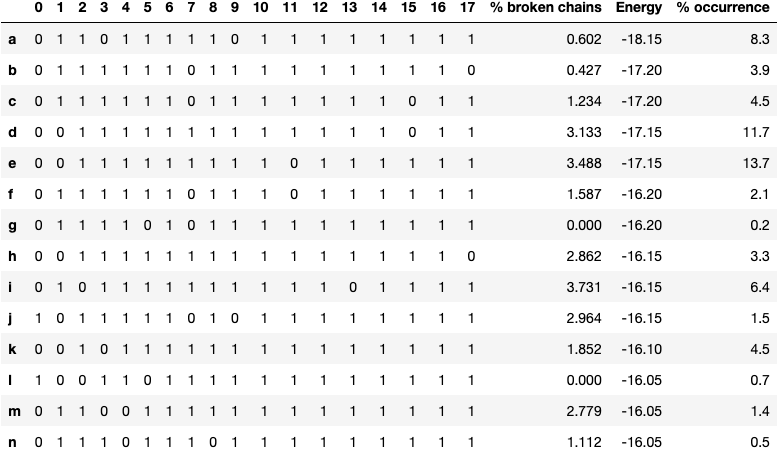 0 1 2 3 4 5 6 7 8 9 10 11 12 13 14 15 16 17 % broken chains Energy % occurrence
a 0 1 1 0 1 1 1 1 1 0 1 1 1 1 1 1 1 1 0.602 -18.15 8.3
b 0 1 1 1 1 1 1 0 1 1 1 1 1 1 1 1 1 0 0.427 -17.20 3.9
c 0 1 1 1 1 1 1 0 1 1 1 1 1 1 1 0 1 1 1.234 -17.20 4.5
d 0 0 1 1 1 1 1 1 1 1 1 1 1 1 1 0 1 1 3.133 -17.15 11.7
e 0 0 1 1 1 1 1 1 1 1 1 0 1 1 1 1 1 1 3.488 -17.15 13.7
f 0 1 1 1 1 1 1 0 1 1 1 0 1 1 1 1 1 1 1.587 -16.20 2.1
g 0 1 1 1 1 0 1 0 1 1 1 1 1 1 1 1 1 1 0.000 -16.20 0.2
h 0 0 1 1 1 1 1 1 1 1 1 1 1 1 1 1 1 0 2.862 -16.15 3.3
i 0 1 0 1 1 1 1 1 1 1 1 1 1 0 1 1 1 1 3.731 -16.15 6.4
j 1 0 1 1 1 1 1 0 1 0 1 1 1 1 1 1 1 1 2.964 -16.15 1.5
k 0 0 1 0 1 1 1 1 1 1 1 1 1 1 1 1 1 1 1.852 -16.10 4.5
l 1 0 0 1 1 0 1 1 1 1 1 1 1 1 1 1 1 1 0.000 -16.05 0.7
m 0 1 1 0 0 1 1 1 1 1 1 1 1 1 1 1 1 1 2.779 -16.05 1.4
n 0 1 1 1 0 1 1 1 0 1 1 1 1 1 1 1 1 1 1.112 -16.05 0.5